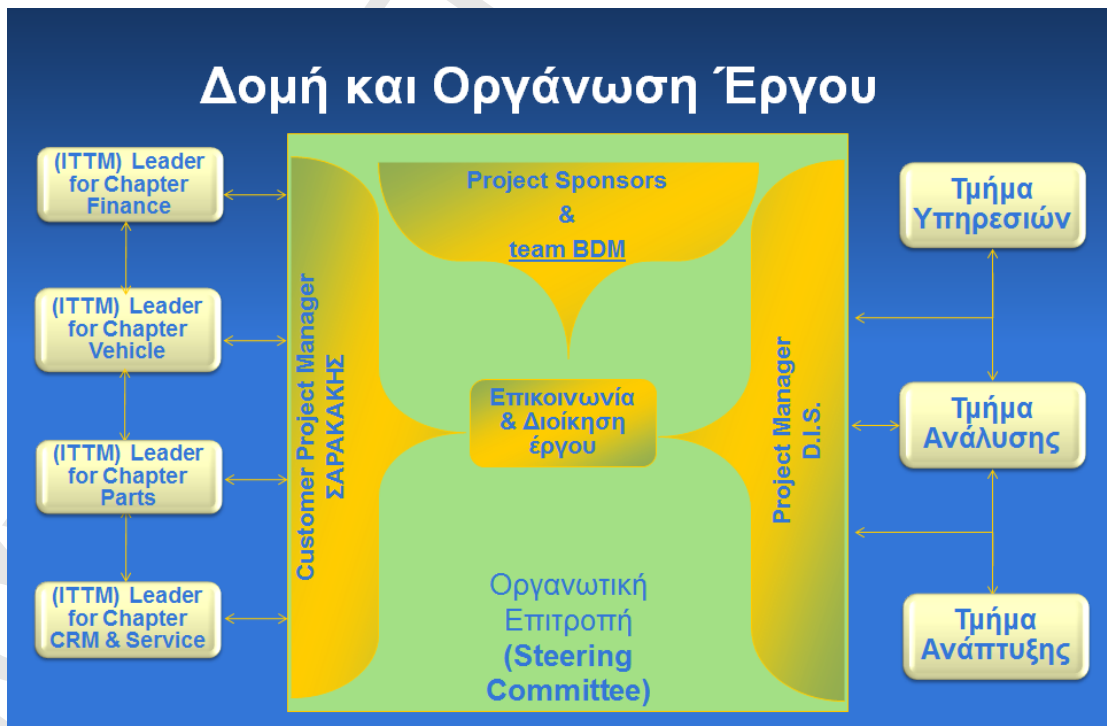 Δομή και Οργάνωση Έργου
(ITTM) Leader
for Chapter
Finance
(ITTM) Leader
for Chapter
Vehicle
(ITTM) Leader
for Chapter
Parts
(ITTM) Leader
for Chapter
CRM & Service
Customer Project Manager
ΣΑΡΑΚΑΚΗΣ
Project Sponsors
&
team BDM
Επικοινωνία
& Διοίκηση
έργου
Οργανωτική
Επιτροπή
(Steering
Committee)
Project Manager
D.I.S.
Τμήμα
Υπηρεσιών
Τμήμα
Ανάλυσης
Τμήμα
Ανάπτυξης